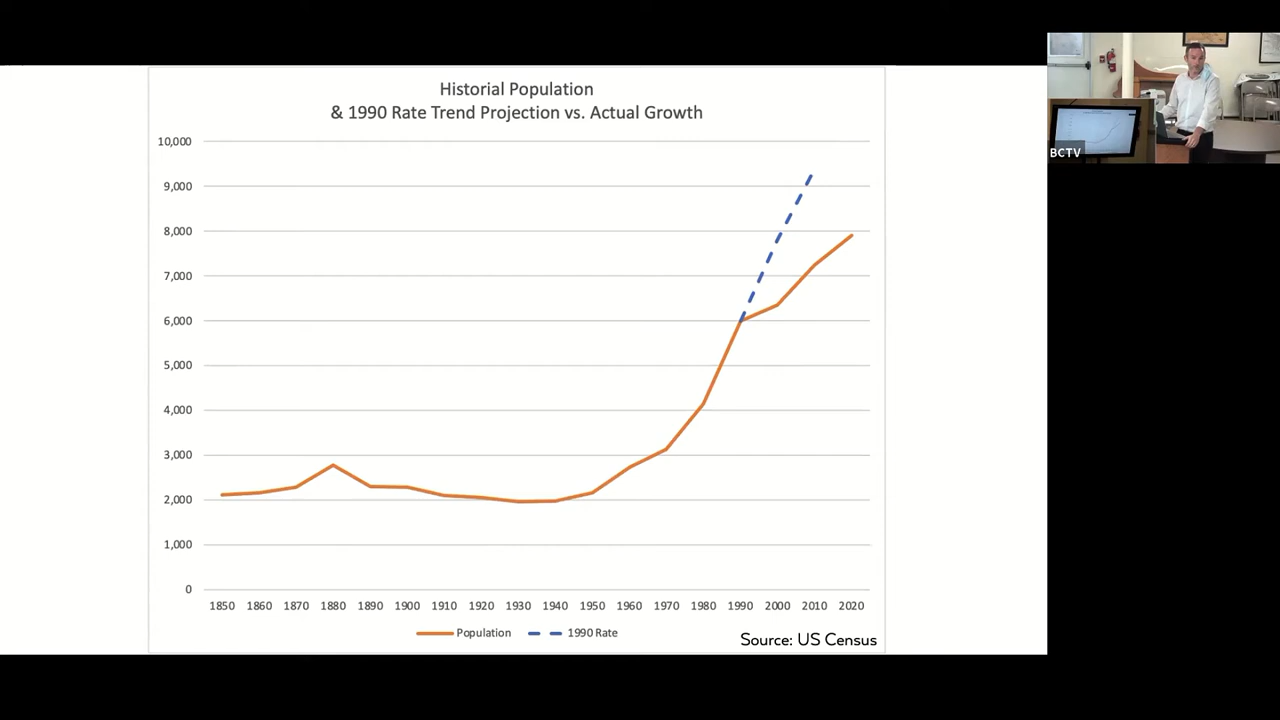 Historial Population
& 1990 Rate Trend Projection vs. Actual Growth
10,000
9,000
8,000
7,000
6,000
5,000
4,000
3,000
2,000
1,000
0
1850 1860 1870 1880 1890 1900 1910 1920 1930 1940 1950 1960 1970 1980 1990 2000 2010 2020
Population 1990 Rate
Source: US Census
BCTV